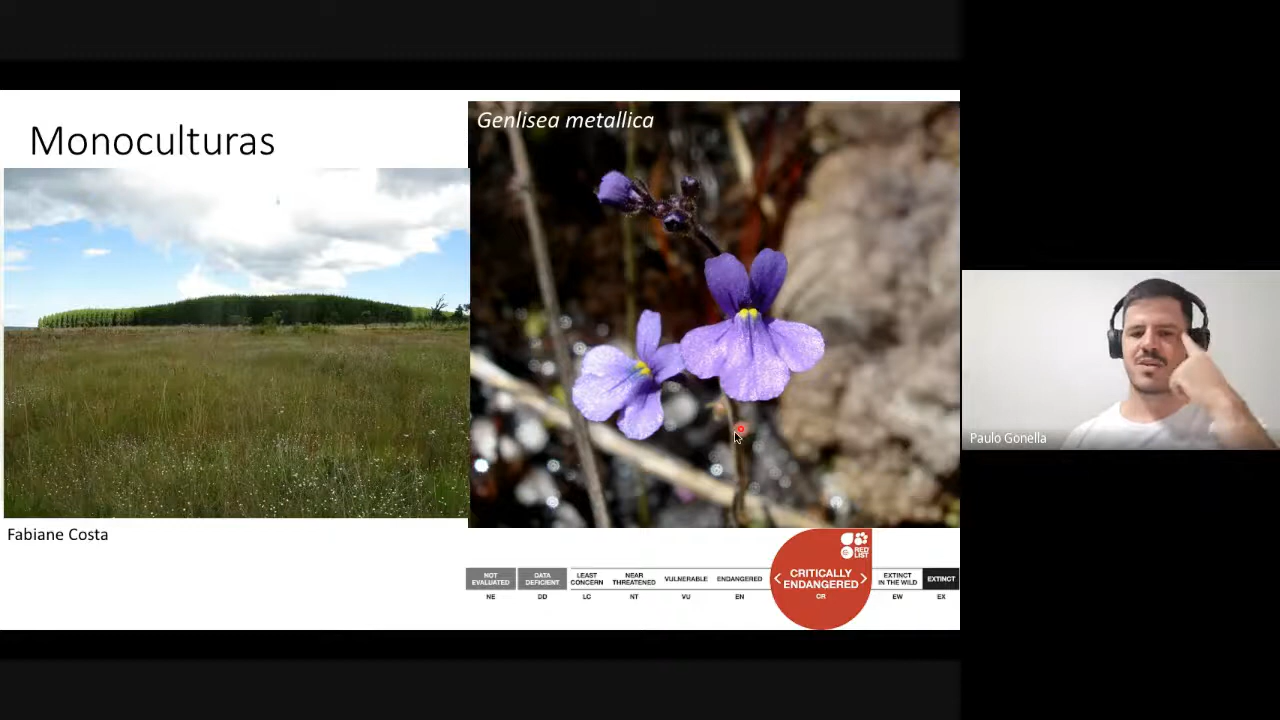 Monoculturas
Genlisea metallica
Fabiane Costa
RED
LIST
NOT
EVALUATED
NE
DATA
DEFICIENT
DD
LEAST
CONCERN
LC
NEAR
THREATENED
NT
VULNERABLE
VU
ENDANGERED
EN
CRITICALLY
ENDANGERED
CR
EXTINCT
IN THE WILD
EW
EXTINCT
EX
Paulo Gonella